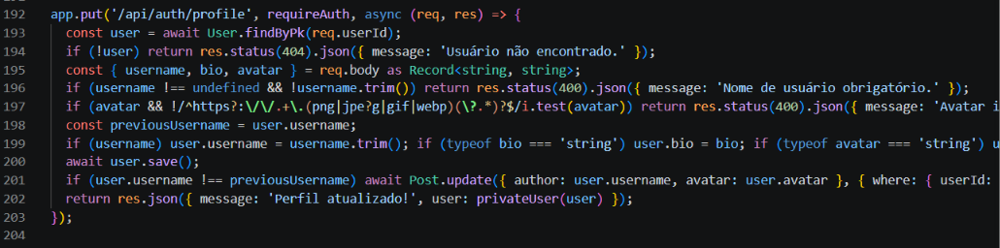 192 app.put('/api/auth/profile', requireAuth, async (req, res) => {
193 const user = await User.findByPk(req.userId);
194 if (!user) return res.status(404).json({ message: 'Usuário não encontrado.' });
195 const { username, bio, avatar } = req.body as Record<string, string>;
196 if (username !== undefined && !username.trim()) return res.status(400).json({ message: 'Nome de usuário obrigatório.' });
197 if (avatar && !/^https?:\/\/.+\.(png|jpe?g|gif|webp)(\?.*)?$/i.test(avatar)) return res.status(400).json({ message: 'Avatar i
198 const previousUsername = user.username;
199 if (username) user.username = username.trim(); if (typeof bio === 'string') user.bio = bio; if (typeof avatar === 'string') u
200 await user.save();
201 if (user.username !== previousUsername) await Post.update({ author: user.username, avatar: user.avatar }, { where: { userId:
202 return res.json({ message: 'Perfil atualizado!', user: privateUser(user) });
203 });
204